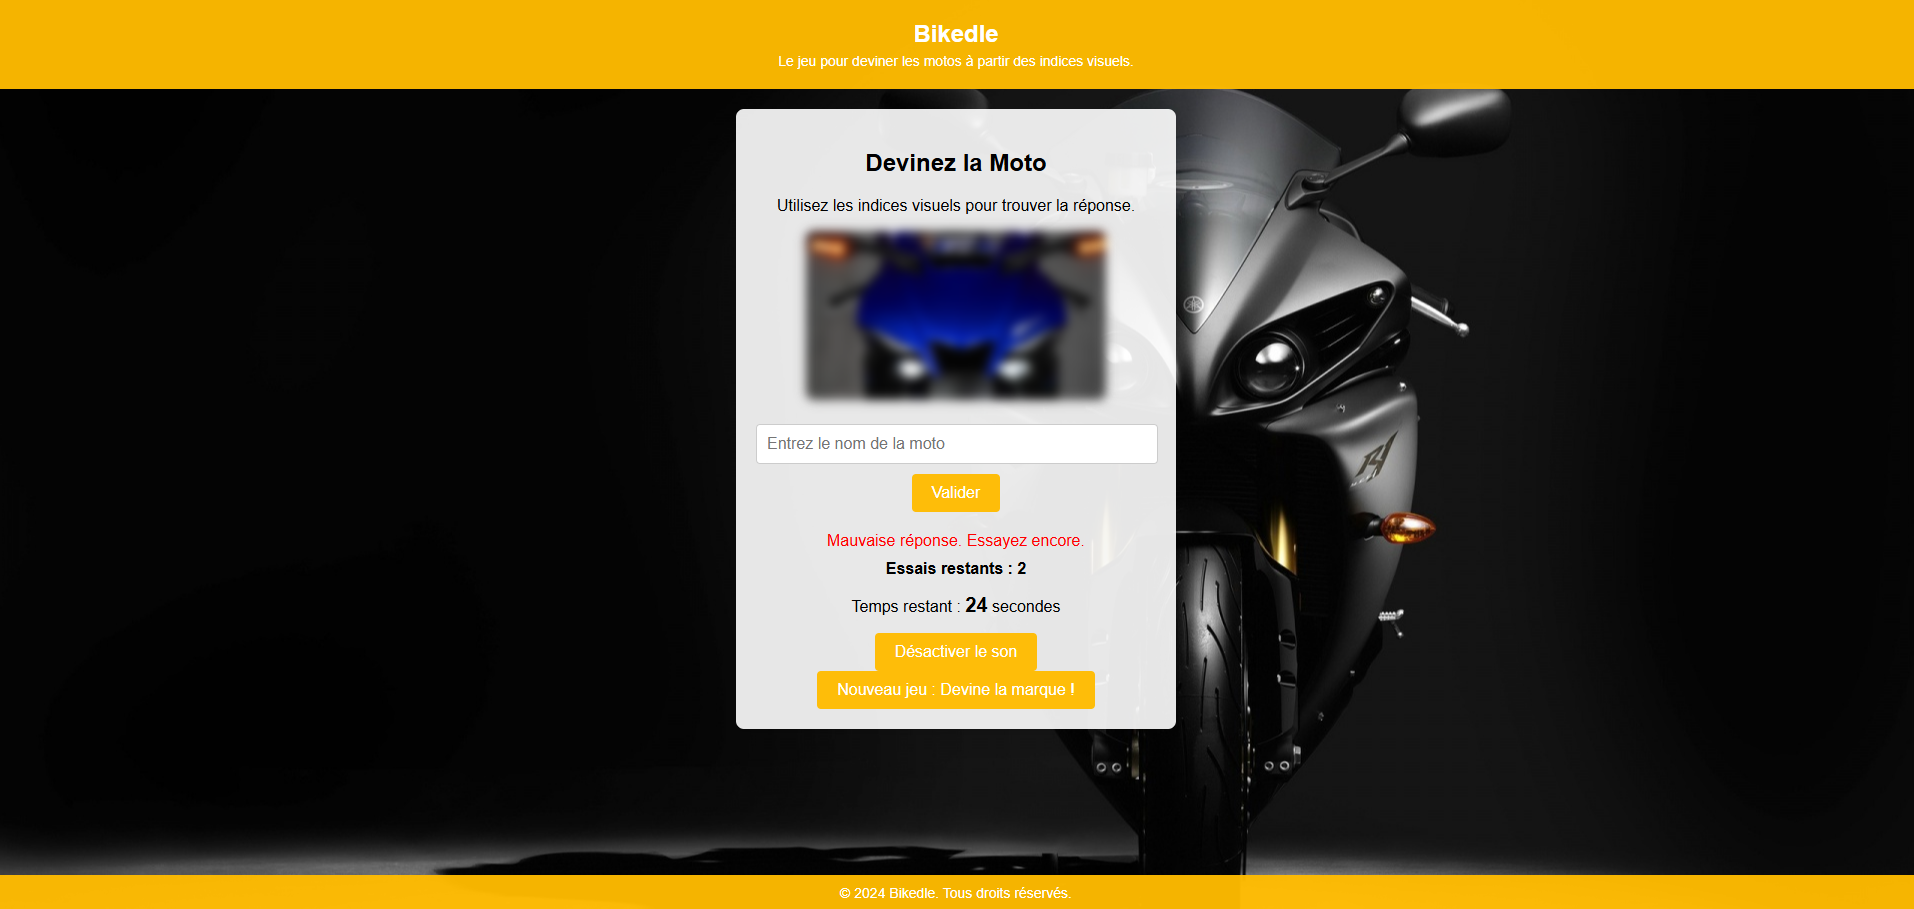 Bikedle
Le jeu pour deviner les motos à partir des indices visuels.
Devinez la Moto
Utilisez les indices visuels pour trouver la réponse.
Entrez le nom de la moto
Valider
Mauvaise réponse. Essayez encore.
Essais restants : 2
Temps restant : 24 secondes
Désactiver le son
Nouveau jeu : Devine la marque !
R1
© 2024 Bikedle. Tous droits réservés.